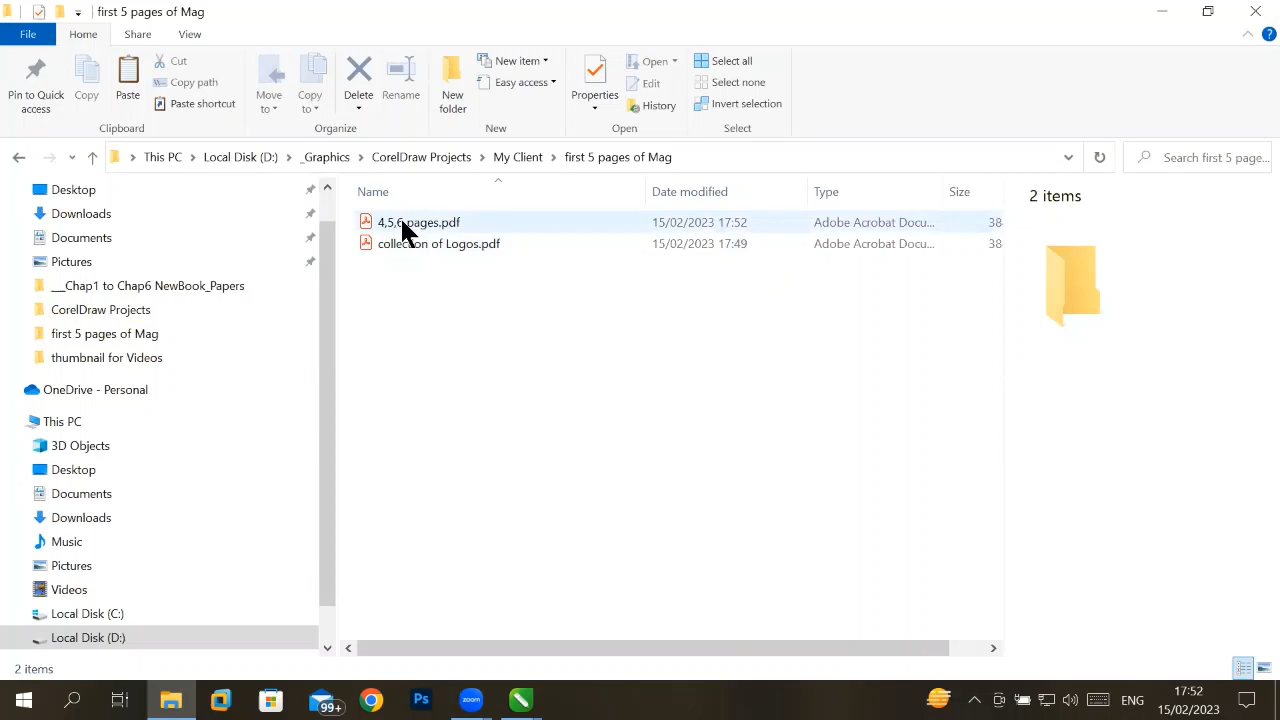 first 5 pages of Mag
File Home Share View
Pin to Quick access
Copy
Paste
Cut
Copy path
Paste shortcut
Clipboard
Move to
Copy to
Delete
Rename
Organize
New folder
New item
Easy access
New
Properties
Open
Edit
History
Open
Select all
Select none
Invert selection
Select
This PC Local Disk (D:) _Graphics CorelDraw Projects My Client first 5 pages of Mag
Search first 5 page...
Desktop
Downloads
Documents
Pictures
___Chap1 to Chap6 NewBook_Papers
CorelDraw Projects
first 5 pages of Mag
thumbnail for Videos
OneDrive - Personal
This PC
3D Objects
Desktop
Documents
Downloads
Music
Pictures
Videos
Local Disk (C:)
Local Disk (D:)
Name Date modified Type Size
4,5,6 pages.pdf 15/02/2023 17:52 Adobe Acrobat Docu... 38
collection of Logos.pdf 15/02/2023 17:49 Adobe Acrobat Docu... 38
2 items
2 items
99+
Ps
zoom
ENG
17:52
15/02/2023